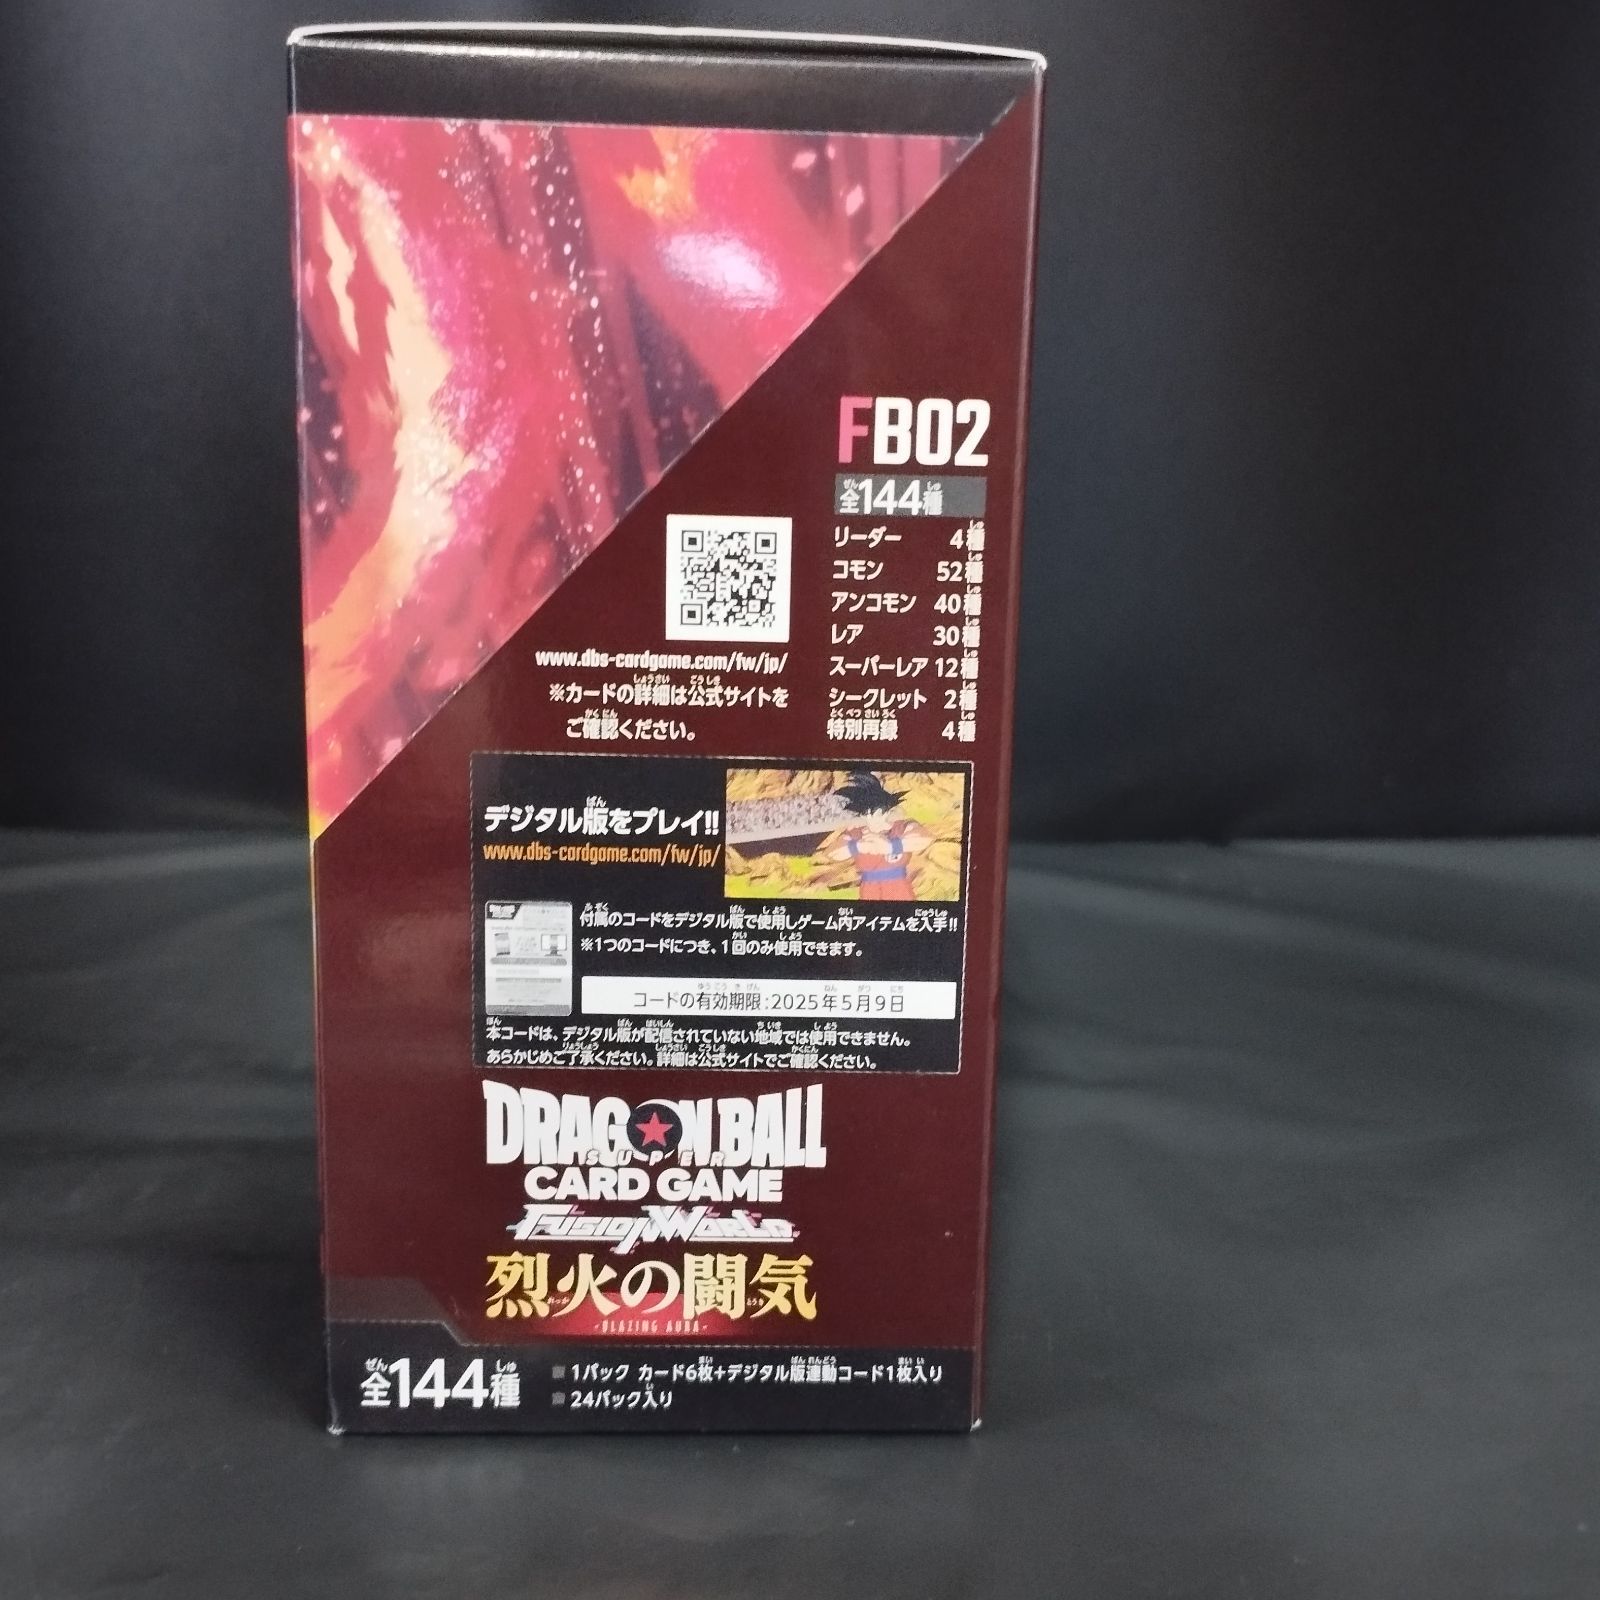 FB02
全144種
リーダー 4種
コモン 52種
アンコモン 40種
レア 30種
スーパーレア 12種
シークレット 2種
特別再録 4種
www.dbs-cardgame.com/fw/jp/
※カードの詳細は公式サイトを
ご確認ください。
デジタル版をプレイ!!
www.dbs-cardgame.com/fw/jp/
付属のコードをデジタル版で使用しゲーム内アイテムを入手!!
※1つのコードにつき、1回のみ使用できます。
コードの有効期限:2025年5月9日
本コードは、デジタル版が配信されていない地域では使用できません。
あらかじめご了承ください。詳細は公式サイトでご確認ください。
DRAGON BALL
SUPER
CARD GAME
FUSION WORLD
烈火の闘気
-BLAZING AURA-
全144種
■1パック カード6枚+デジタル版連動コード1枚入り
■24パック入り